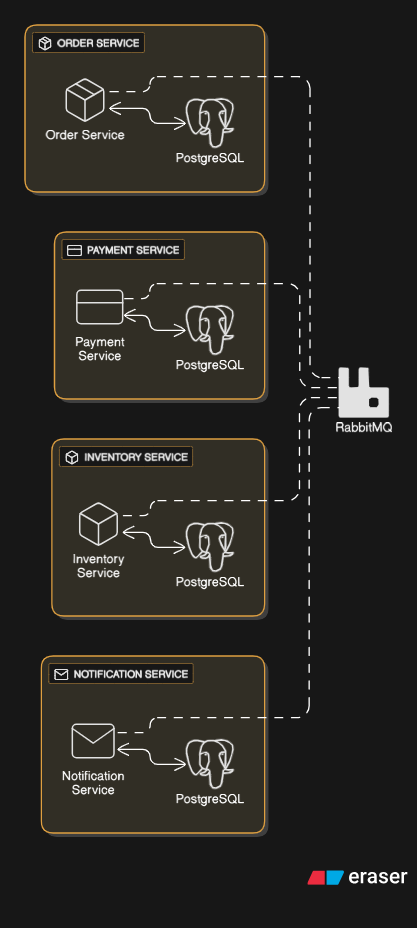 ORDER SERVICE
Order Service
PostgreSQL
PAYMENT SERVICE
Payment
Service
PostgreSQL
RabbitMQ
INVENTORY SERVICE
Inventory
Service
PostgreSQL
NOTIFICATION SERVICE
Notification
Service
PostgreSQL
eraser